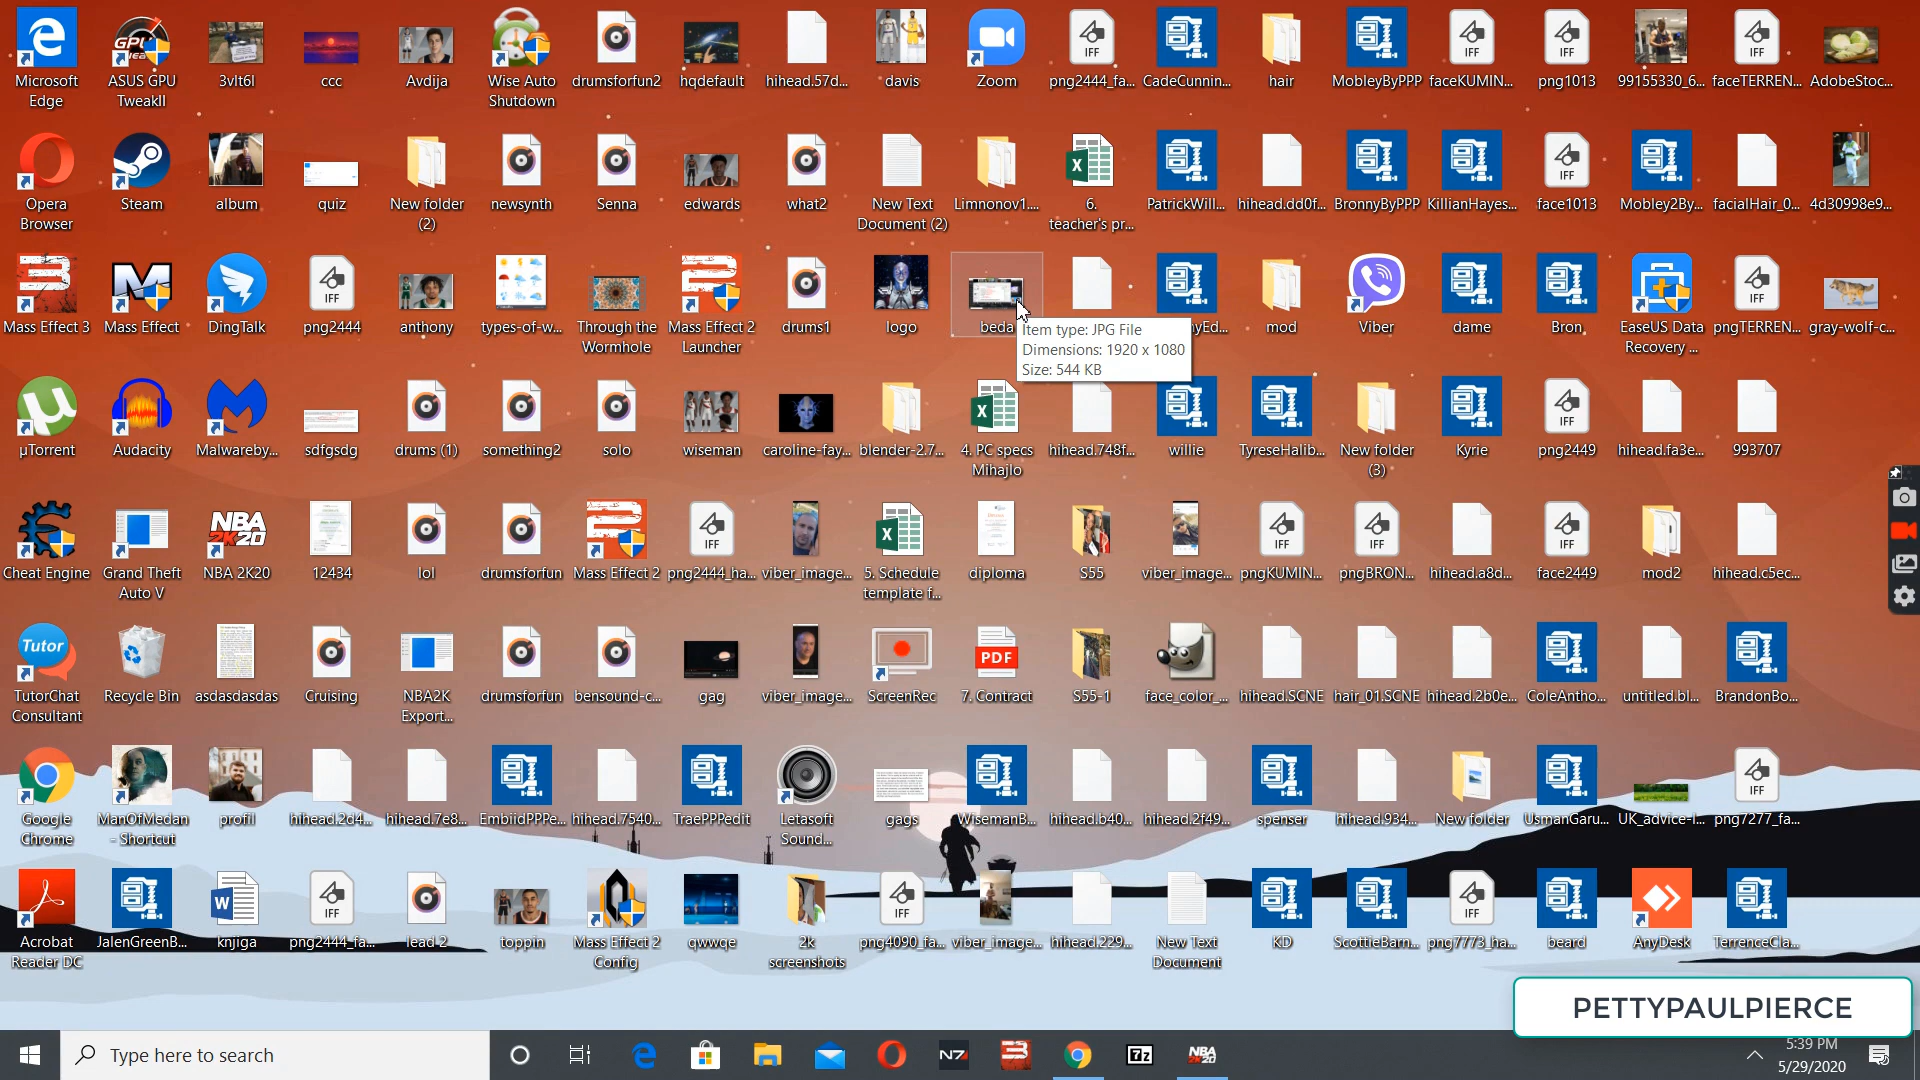 Microsoft
Edge
ASUS GPU
TweakII
3vlt6l
ccc
Avdija
Wise Auto
Shutdown
drumsforfun2
hqdefault
hihead.57d...
davis
Zoom
png2444_fa...
CadeCunnin...
hair
MobleyByPPP
faceKUMIN...
png1013
99155330_6...
faceTERREN...
AdobeStoc...
Opera
Browser
Steam
album
quiz
New folder
(2)
newsynth
Senna
edwards
what2
New Text
Document (2)
Limnonov1,...
6.
teacher's pr...
PatrickWill...
hihead.dd0f...
BronnyByPPP
KillianHayes...
face1013
Mobley2By...
facialHair_0...
4d30998e9...
Mass Effect 3
Mass Effect
DingTalk
png2444
anthony
types-of-w...
Through the
Wormhole
Mass Effect 2
Launcher
drums1
logo
beda
Item type: JPG File
Dimensions: 1920 x 1080
Size: 544 KB
mod
Viber
dame
Bron
EaseUS Data
Recovery ...
pngTERREN...
gray-wolf-c...
µTorrent
Audacity
Malwareby...
sdfgsdg
drums (1)
something2
solo
wiseman
caroline-fay...
blender-2.7...
4. PC specs
Mihajlo
hihead.748f...
willie
TyreseHalib...
New folder
(3)
Kyrie
png2449
hihead.fa3e...
993707
Cheat Engine
Grand Theft
Auto V
NBA 2K20
12434
lol
drumsforfun
Mass Effect 2
png2444_ha...
viber_image...
5. Schedule
template f...
diploma
S55
viber_image...
pngKUMIN...
pngBRON...
hihead.a8d...
face2449
mod2
hihead.c5ec...
TutorChat
Consultant
Recycle Bin
asdasdasdas
Cruising
NBA2K
Export...
drumsforfun
bensound-c...
gag
viber_image...
ScreenRec
7. Contract
S55-1
face_color_...
hihead.SCNE
hair_01.SCNE
hihead.2b0e...
ColeAntho...
untitled.bl...
BrandonBo...
Google
Chrome
ManOfMedan
- Shortcut
profil
hihead.2d4...
hihead.7e8...
EmbiidPPPe...
hihead.7540...
TraePPPedit
Letasoft
Sound...
gags
WisemanB...
hihead.b40...
hihead.2f49...
spenser
hihead.934...
New folder
UsmanGaru...
UK_advice-l...
png7277_fa...
Acrobat
Reader DC
JalenGreenB...
knjiga
png2444_fa...
lead 2
toppin
Mass Effect 2
Config
qwwqe
2k
screenshots
png4090_fa...
viber_image...
hihead.229...
New Text
Document
KD
ScottieBarn...
png7773_ha...
beard
AnyDesk
TerrenceCla...
PETTYPAULPIERCE
Type here to search
5:39 PM
5/29/2020